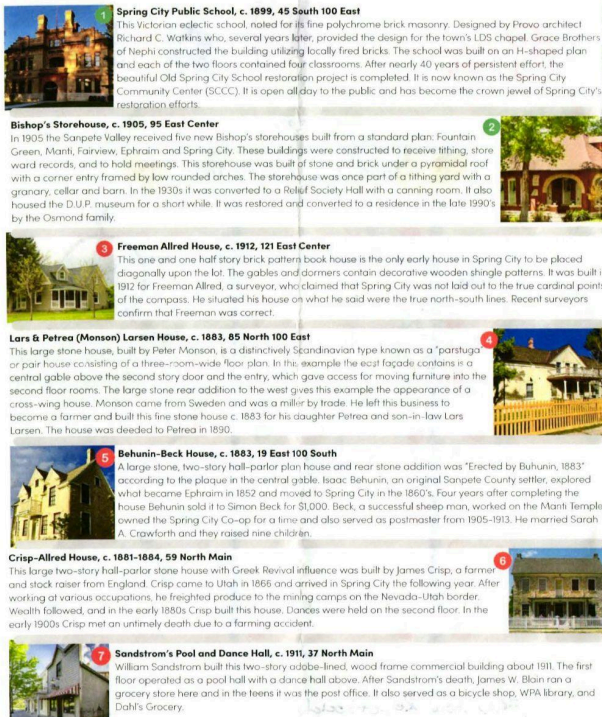 1
Spring City Public School, c. 1899, 45 South 100 East
This Victorian eclectic school, noted for its fine polychrome brick masonry. Designed by Provo architect
Richard C. Watkins who, several years later, provided the design for the town's LDS chapel. Grace Brothers
of Nephi constructed the building utilizing locally fired bricks. The school was built on an H-shaped plan
and each of the two floors contained four classrooms. After nearly 40 years of persistent effort, the
beautiful Old Spring City School restoration project is completed. It is now known as the Spring City
Community Center (SCCC). It is open all day to the public and has become the crown jewel of Spring City's
restoration efforts.
Bishop's Storehouse, c. 1905, 95 East Center
2
In 1905 the Sanpete Valley received five new Bishop's storehouses built from a standard plan: Fountain
Green, Manti, Fairview, Ephraim and Spring City. These buildings were constructed to receive tithing, store
ward records, and to hold meetings. This storehouse was built of stone and brick under a pyramidal roof
with a corner entry framed by low rounded arches. The storehouse was once part of a tithing yard with a
granary, cellar and barn. In the 1930s it was converted to a Relief Society Hall with a canning room. It also
housed the D.U.P. museum for a short while. It was restored and converted to a residence in the late 1990's
by the Osmond family.
3
Freeman Allred House, c. 1912, 121 East Center
This one and one half story brick pattern book house is the only early house in Spring City to be placed
diagonally upon the lot. The gables and dormers contain decorative wooden shingle patterns. It was built i
1912 for Freeman Allred, a surveyor, who claimed that Spring City was not laid out to the true cardinal points
of the compass. He situated his house on what he said were the true north-south lines. Recent surveyors
confirm that Freeman was correct.
Lars & Petrea (Monson) Larsen House, c. 1883, 85 North 100 East
4
This large stone house, built by Peter Monson, is a distinctively Scandinavian type known as a "parstuga"
or pair house consisting of a three-room-wide floor plan. In this example the east façade contains is a
central gable above the second story door and the entry, which gave access for moving furniture into the
second floor rooms. The large stone rear addition to the west gives this example the appearance of a
cross-wing house. Monson came from Sweden and was a miller by trade. He left this business to
become a farmer and built this fine stone house c. 1883 for his daughter Petrea and son-in-law Lars
Larsen. The house was deeded to Petrea in 1890.
5
Behunin-Beck House, c. 1883, 19 East 100 South
A large stone, two-story hall-parlor plan house and rear stone addition was "Erected by Buhunin, 1883"
according to the plaque in the central gable. Isaac Behunin, an original Sanpete County settler, explored
what became Ephraim in 1852 and moved to Spring City in the 1860's. Four years after completing the
house Behunin sold it to Simon Beck for $1,000. Beck, a successful sheep man, worked on the Manti Temple
owned the Spring City Co-op for a time and also served as postmaster from 1905-1913. He married Sarah
A. Crawforth and they raised nine children.
Crisp-Allred House, c. 1881-1884, 59 North Main
6
This large two-story hall-parlor stone house with Greek Revival influence was built by James Crisp, a farmer
and stock raiser from England. Crisp came to Utah in 1866 and arrived in Spring City the following year. After
working at various occupations, he freighted produce to the mining camps on the Nevada-Utah border.
Wealth followed, and in the early 1880s Crisp built this house. Dances were held on the second floor. In the
early 1900s Crisp met an untimely death due to a farming accident.
7
Sandstrom's Pool and Dance Hall, c. 1911, 37 North Main
William Sandstrom built this two-story adobe-lined, wood frame commercial building about 1911. The first
floor operated as a pool hall with a dance hall above. After Sandstrom's death, James W. Blain ran a
grocery store here and in the teens it was the post office. It also served as a bicycle shop, WPA library, and
Dahl's Grocery.